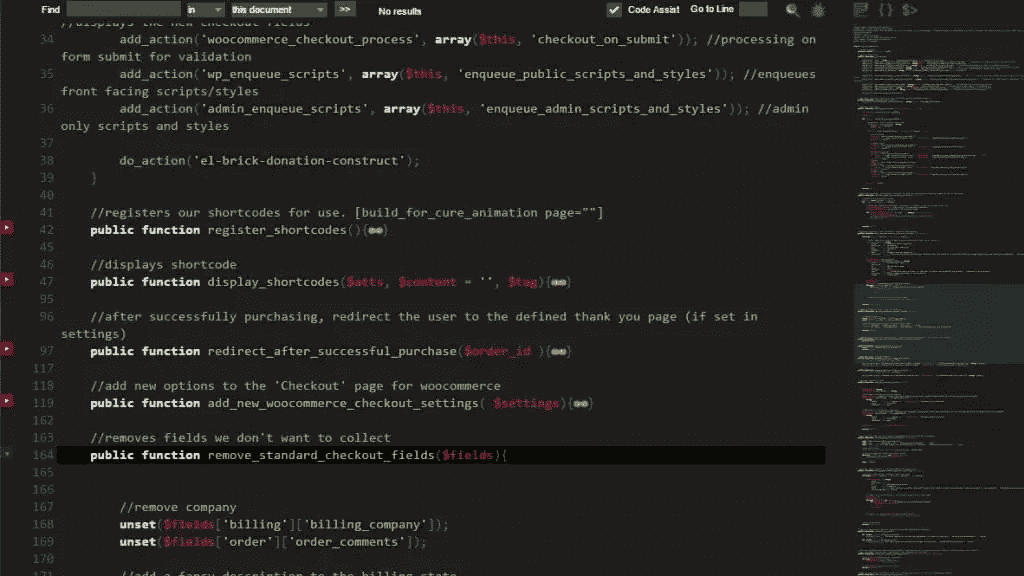 Find in this document >> No results Code Assist Go to Line
//displays the new checkout fields
34 add_action('woocommerce_checkout_process', array($this, 'checkout_on_submit')); //processing on
form submit for validation
35 add_action('wp_enqueue_scripts', array($this, 'enqueue_public_scripts_and_styles')); //enqueues
front facing scripts/styles
36 add_action('admin_enqueue_scripts', array($this, 'enqueue_admin_scripts_and_styles')); //admin
only scripts and styles
37
38 do_action('el-brick-donation-construct');
39 }
40
41 //registers our shortcodes for use. [build_for_cure_animation page=""]
42 public function register_shortcodes(){
45
46 //displays shortcode
47 public function display_shortcodes($atts, $content = '', $tag){
95
96 //after successfully purchasing, redirect the user to the defined thank you page (if set in
settings)
97 public function redirect_after_successful_purchase($order_id ){
117
118 //add new options to the 'Checkout' page for woocommerce
119 public function add_new_woocommerce_checkout_settings( $settings){
162
163 //removes fields we don't want to collect
164 public function remove_standard_checkout_fields($fields){
165
166
167 //remove company
168 unset($fields['billing']['billing_company']);
169 unset($fields['order']['order_comments']);
170
171 //add a fancy description to the billing state